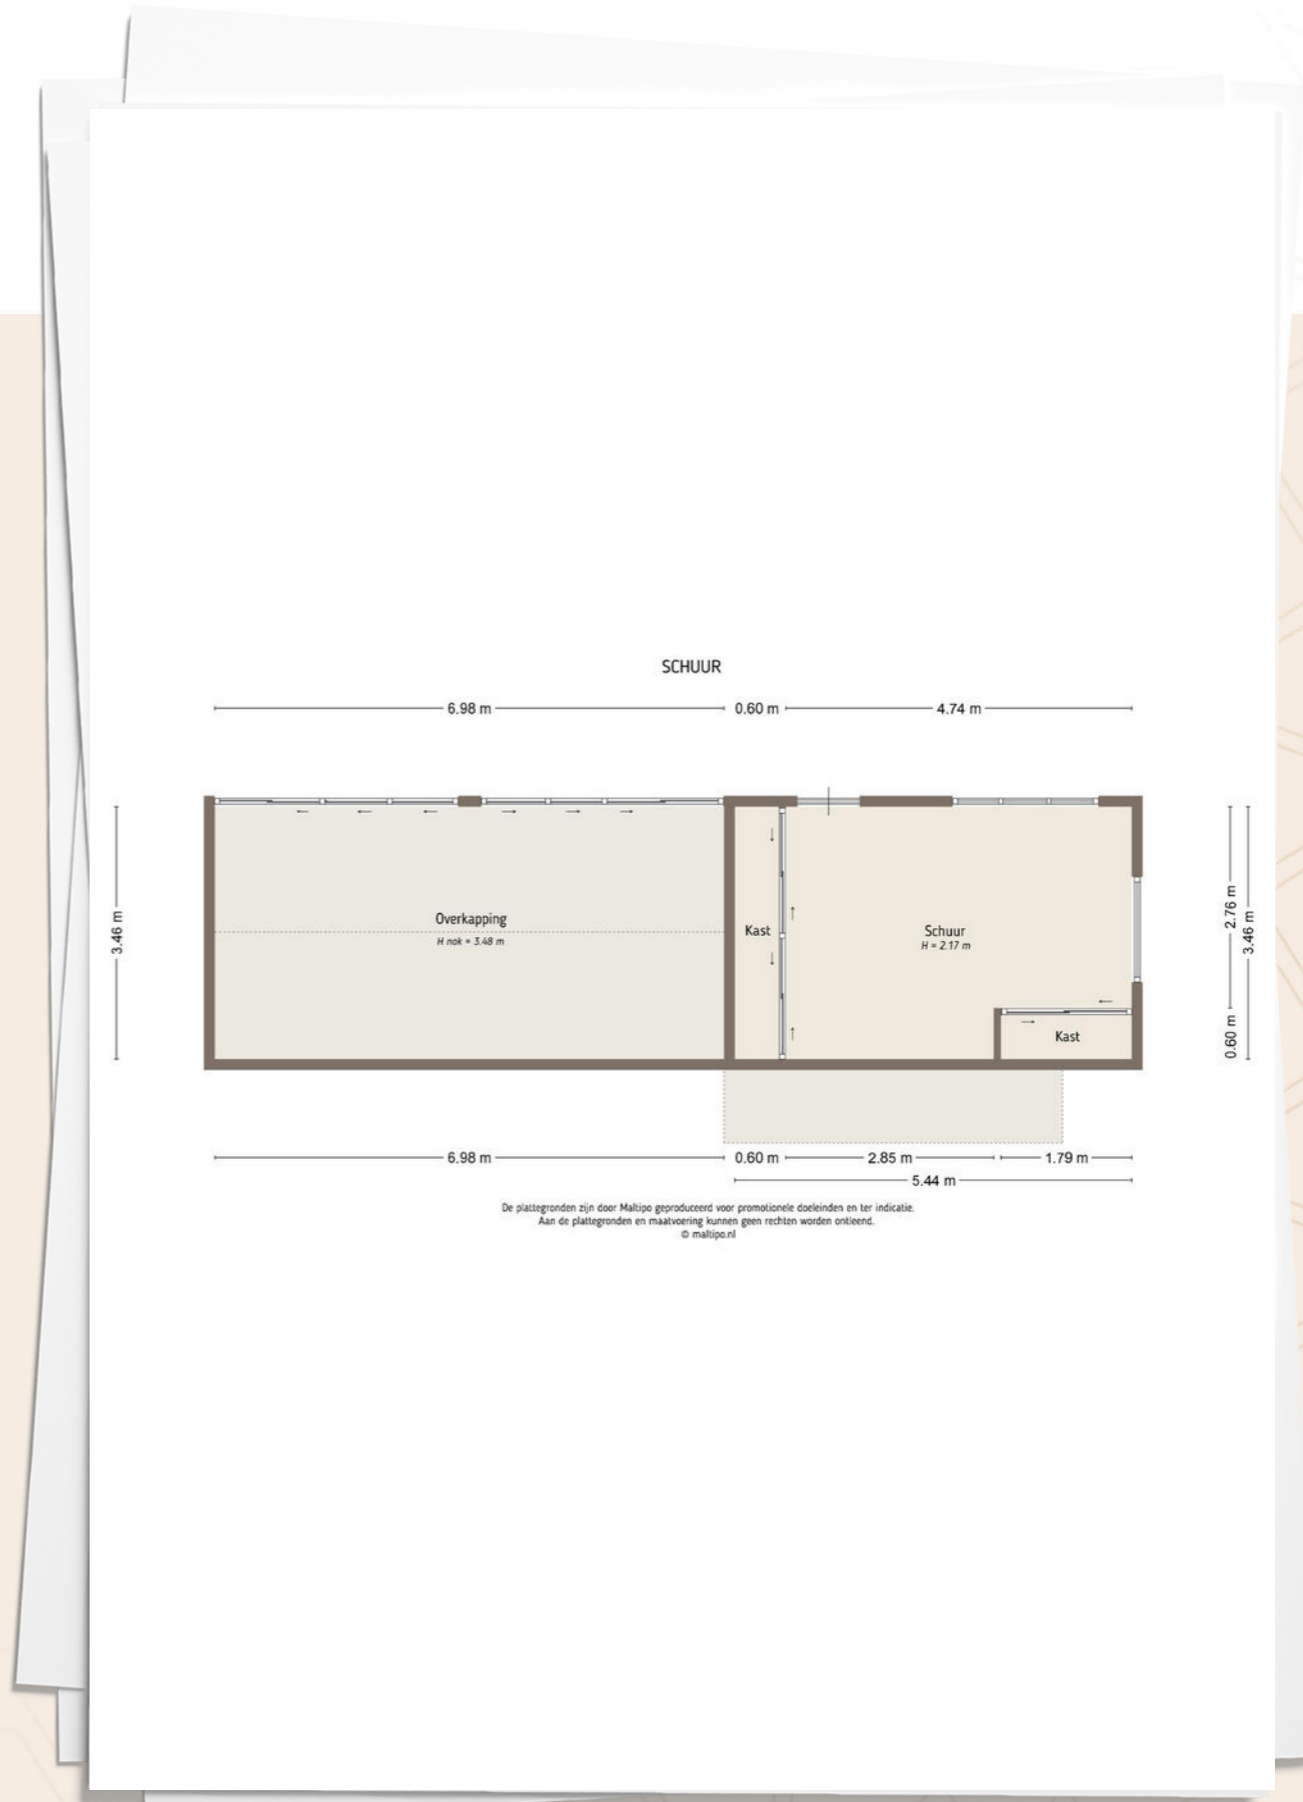 SCHUUR
6.98 m 0.60 m 4.74 m
3.46 m
Overkapping
H nok = 3.48 m
Kast
Schuur
H = 2.17 m
Kast
2.76 m
0.60 m
3.46 m
6.98 m 0.60 m 2.85 m 1.79 m
5.44 m
De plattegronden zijn door Maltipo geproduceerd voor promotionele doeleinden en ter indicatie.
Aan de plattegronden en maatvoering kunnen geen rechten worden ontleend.
© maltipo.nl